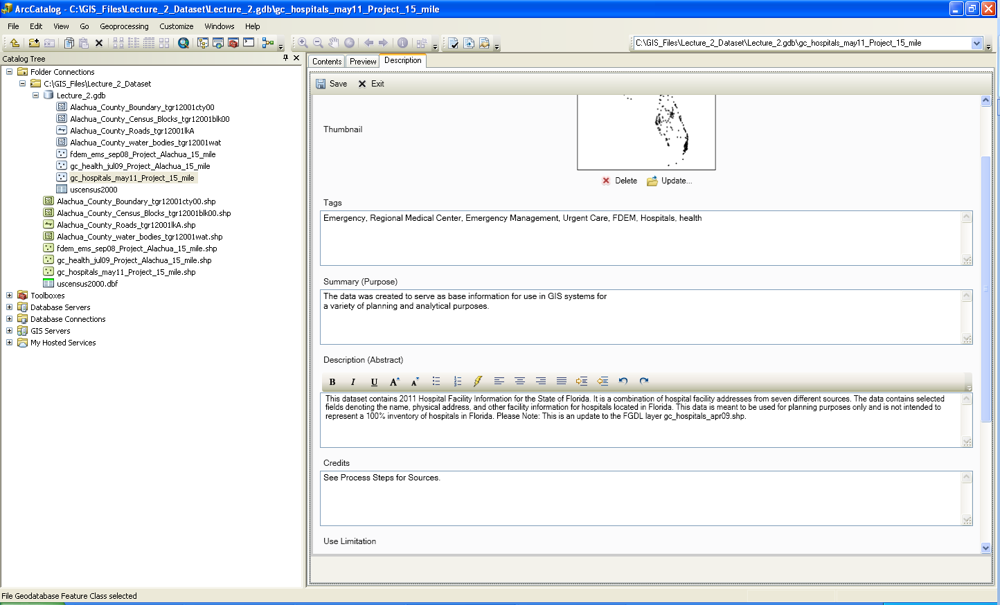 ArcCatalog - C:\GIS_Files\Lecture_2_Dataset\Lecture_2.gdb\gc_hospitals_may11_Project_15_mile
File Edit View Go Geoprocessing Customize Windows Help
C:\GIS_Files\Lecture_2_Dataset\Lecture_2.gdb\gc_hospitals_may11_Project_15_mile
Catalog Tree
Folder Connections
C:\GIS_Files\Lecture_2_Dataset
Lecture_2.gdb
Alachua_County_Boundary_tgr12001cty00
Alachua_County_Census_Blocks_tgr12001blk00
Alachua_County_Roads_tgr12001lkA
Alachua_County_water_bodies_tgr12001wat
fdem_ems_sep08_Project_Alachua_15_mile
gc_health_jul09_Project_Alachua_15_mile
gc_hospitals_may11_Project_15_mile
uscensus2000
Alachua_County_Boundary_tgr12001cty00.shp
Alachua_County_Census_Blocks_tgr12001blk00.shp
Alachua_County_Roads_tgr12001lkA.shp
Alachua_County_water_bodies_tgr12001wat.shp
fdem_ems_sep08_Project_Alachua_15_mile.shp
gc_health_jul09_Project_Alachua_15_mile.shp
gc_hospitals_may11_Project_15_mile.shp
uscensus2000.dbf
Toolboxes
Database Servers
Database Connections
GIS Servers
My Hosted Services
Contents Preview Description
Save Exit
Thumbnail
Delete Update...
Tags
Emergency, Regional Medical Center, Emergency Management, Urgent Care, FDEM, Hospitals, health
Summary (Purpose)
The data was created to serve as base information for use in GIS systems for
a variety of planning and analytical purposes.
Description (Abstract)
B I U A A
This dataset contains 2011 Hospital Facility Information for the State of Florida. It is a combination of hospital facility addresses from seven different sources. The data contains selected
fields denoting the name, physical address, and other facility information for hospitals located in Florida. This data is meant to be used for planning purposes only and is not intended to
represent a 100% inventory of hospitals in Florida. Please Note: This is an update to the FGDL layer gc_hospitals_apr09.shp.
Credits
See Process Steps for Sources.
Use Limitation
File Geodatabase Feature Class selected